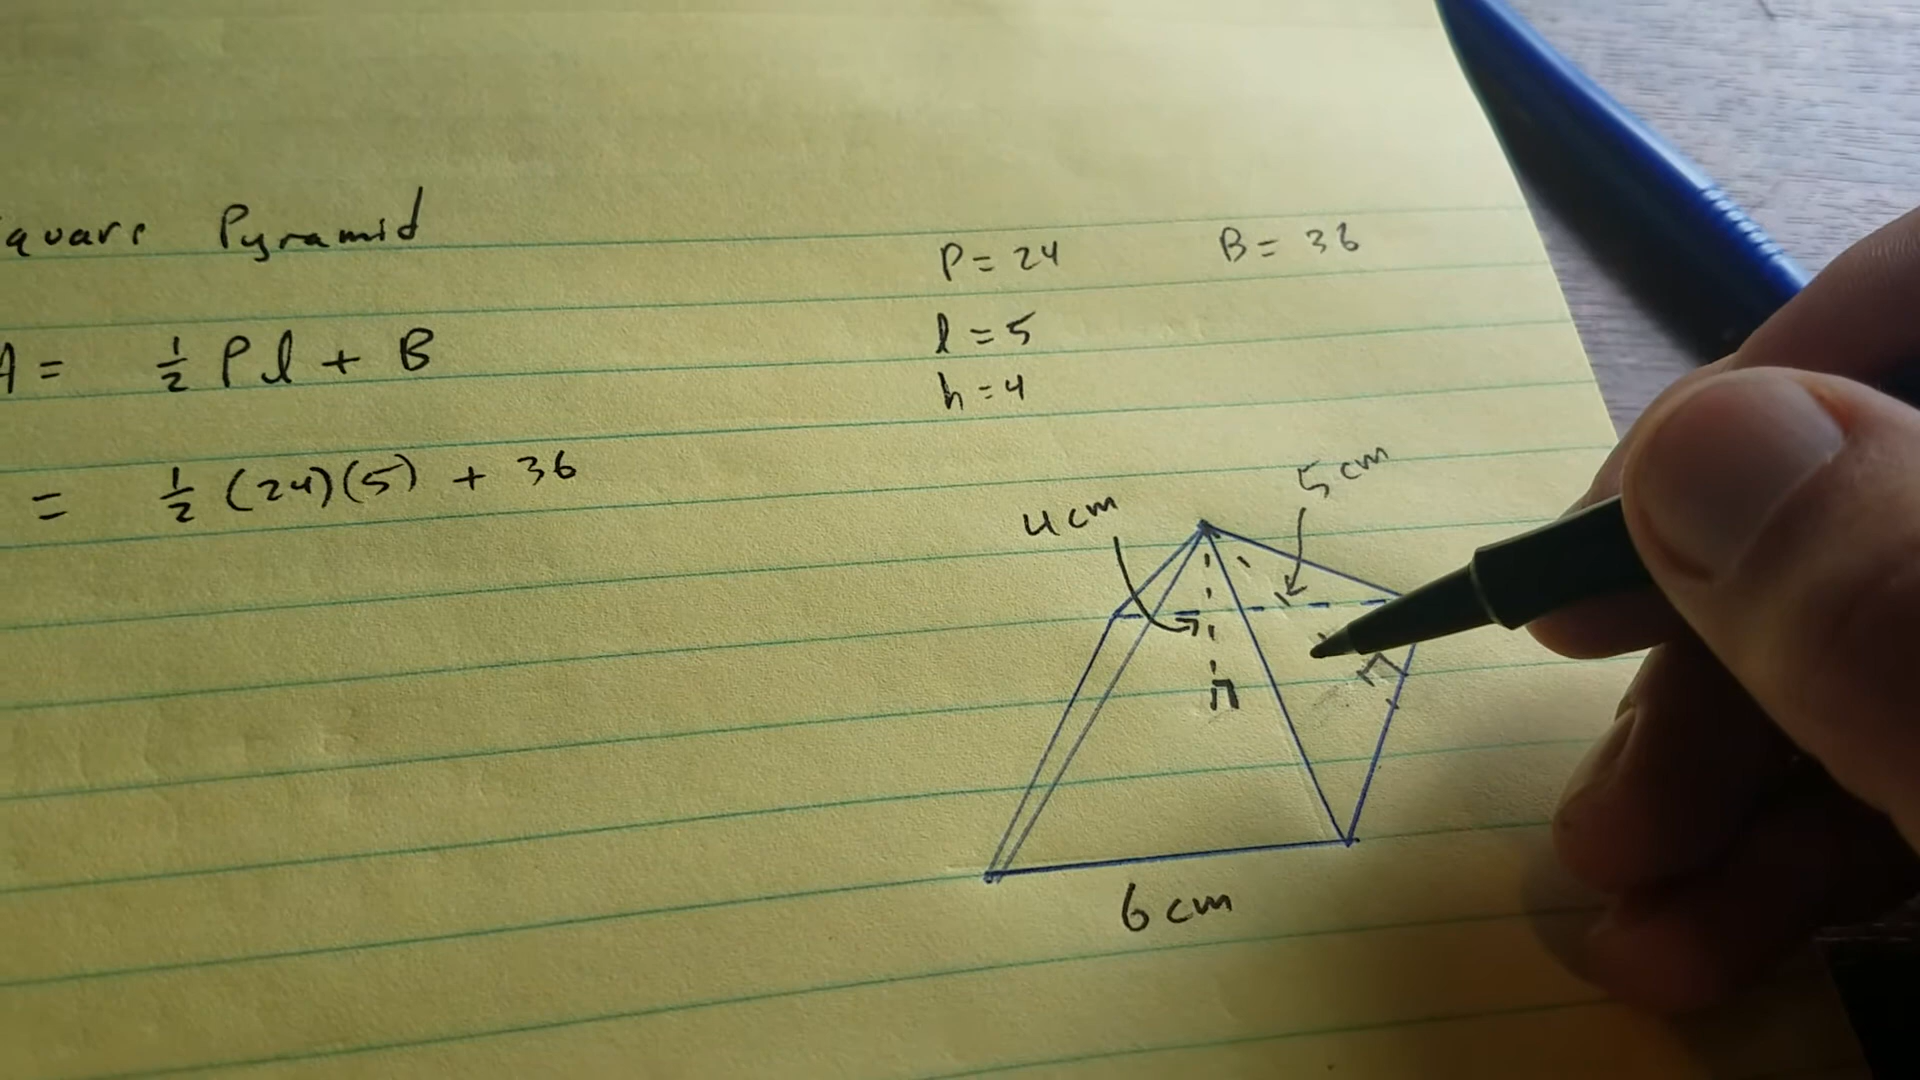 quare Pyramid
P = 24 B = 36
A = 1/2 Pl + B
l = 5
h = 4
= 1/2 (24)(5) + 36
5 cm
4 cm
6 cm